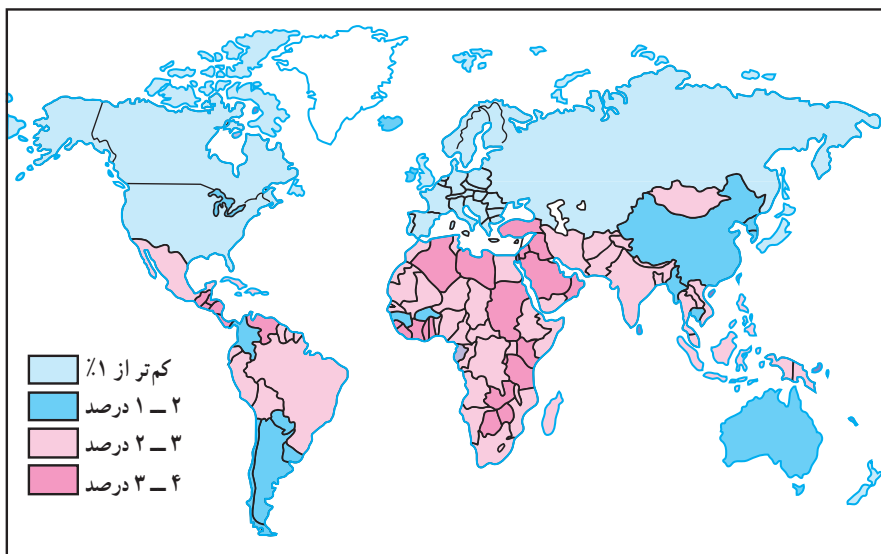 کم‌تر از ۱٪
۲ ــ ۱ درصد
۳ ــ ۲ درصد
۴ ــ ۳ درصد